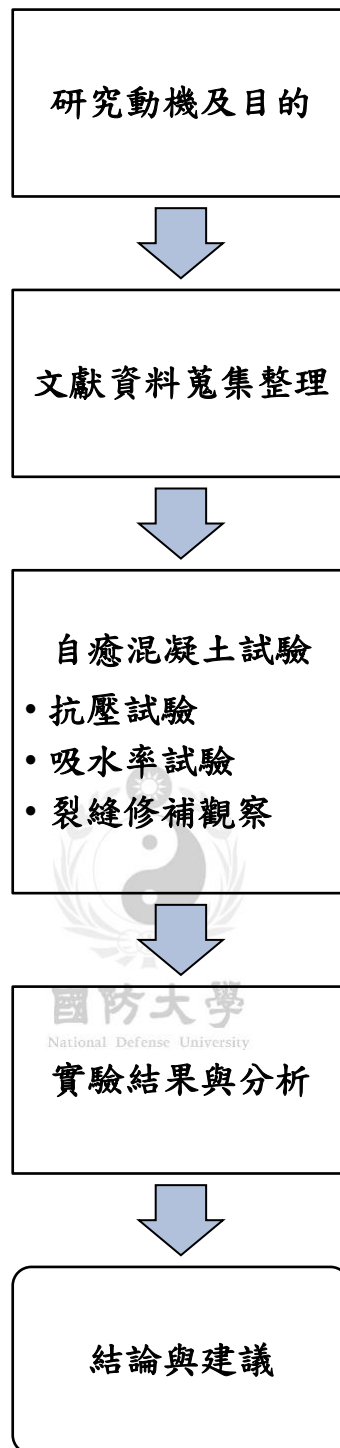 研究動機及目的
文獻資料蒐集整理
自癒混凝土試驗
• 抗壓試驗
• 吸水率試驗
• 裂縫修補觀察
國防大學
National Defense University
實驗結果與分析
結論與建議